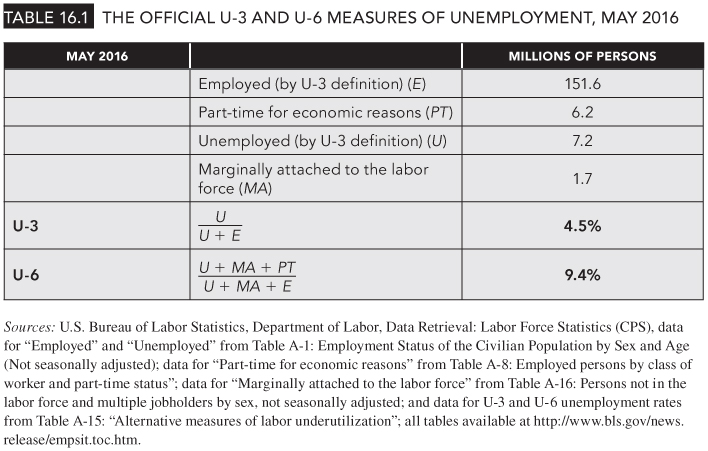 TABLE 16.1 THE OFFICIAL U-3 AND U-6 MEASURES OF UNEMPLOYMENT, MAY 2016
MAY 2016 MILLIONS OF PERSONS
Employed (by U-3 definition) (E) 151.6
Part-time for economic reasons (PT) 6.2
Unemployed (by U-3 definition) (U) 7.2
Marginally attached to the labor
force (MA) 1.7
U-3 U 4.5%
U + E
U-6 U + MA + PT 9.4%
U + MA + E
Sources: U.S. Bureau of Labor Statistics, Department of Labor, Data Retrieval: Labor Force Statistics (CPS), data
for “Employed” and “Unemployed” from Table A-1: Employment Status of the Civilian Population by Sex and Age
(Not seasonally adjusted); data for “Part-time for economic reasons” from Table A-8: Employed persons by class of
worker and part-time status”; data for “Marginally attached to the labor force” from Table A-16: Persons not in the
labor force and multiple jobholders by sex, not seasonally adjusted; and data for U-3 and U-6 unemployment rates
from Table A-15: “Alternative measures of labor underutilization”; all tables available at http://www.bls.gov/news.
release/empsit.toc.htm.